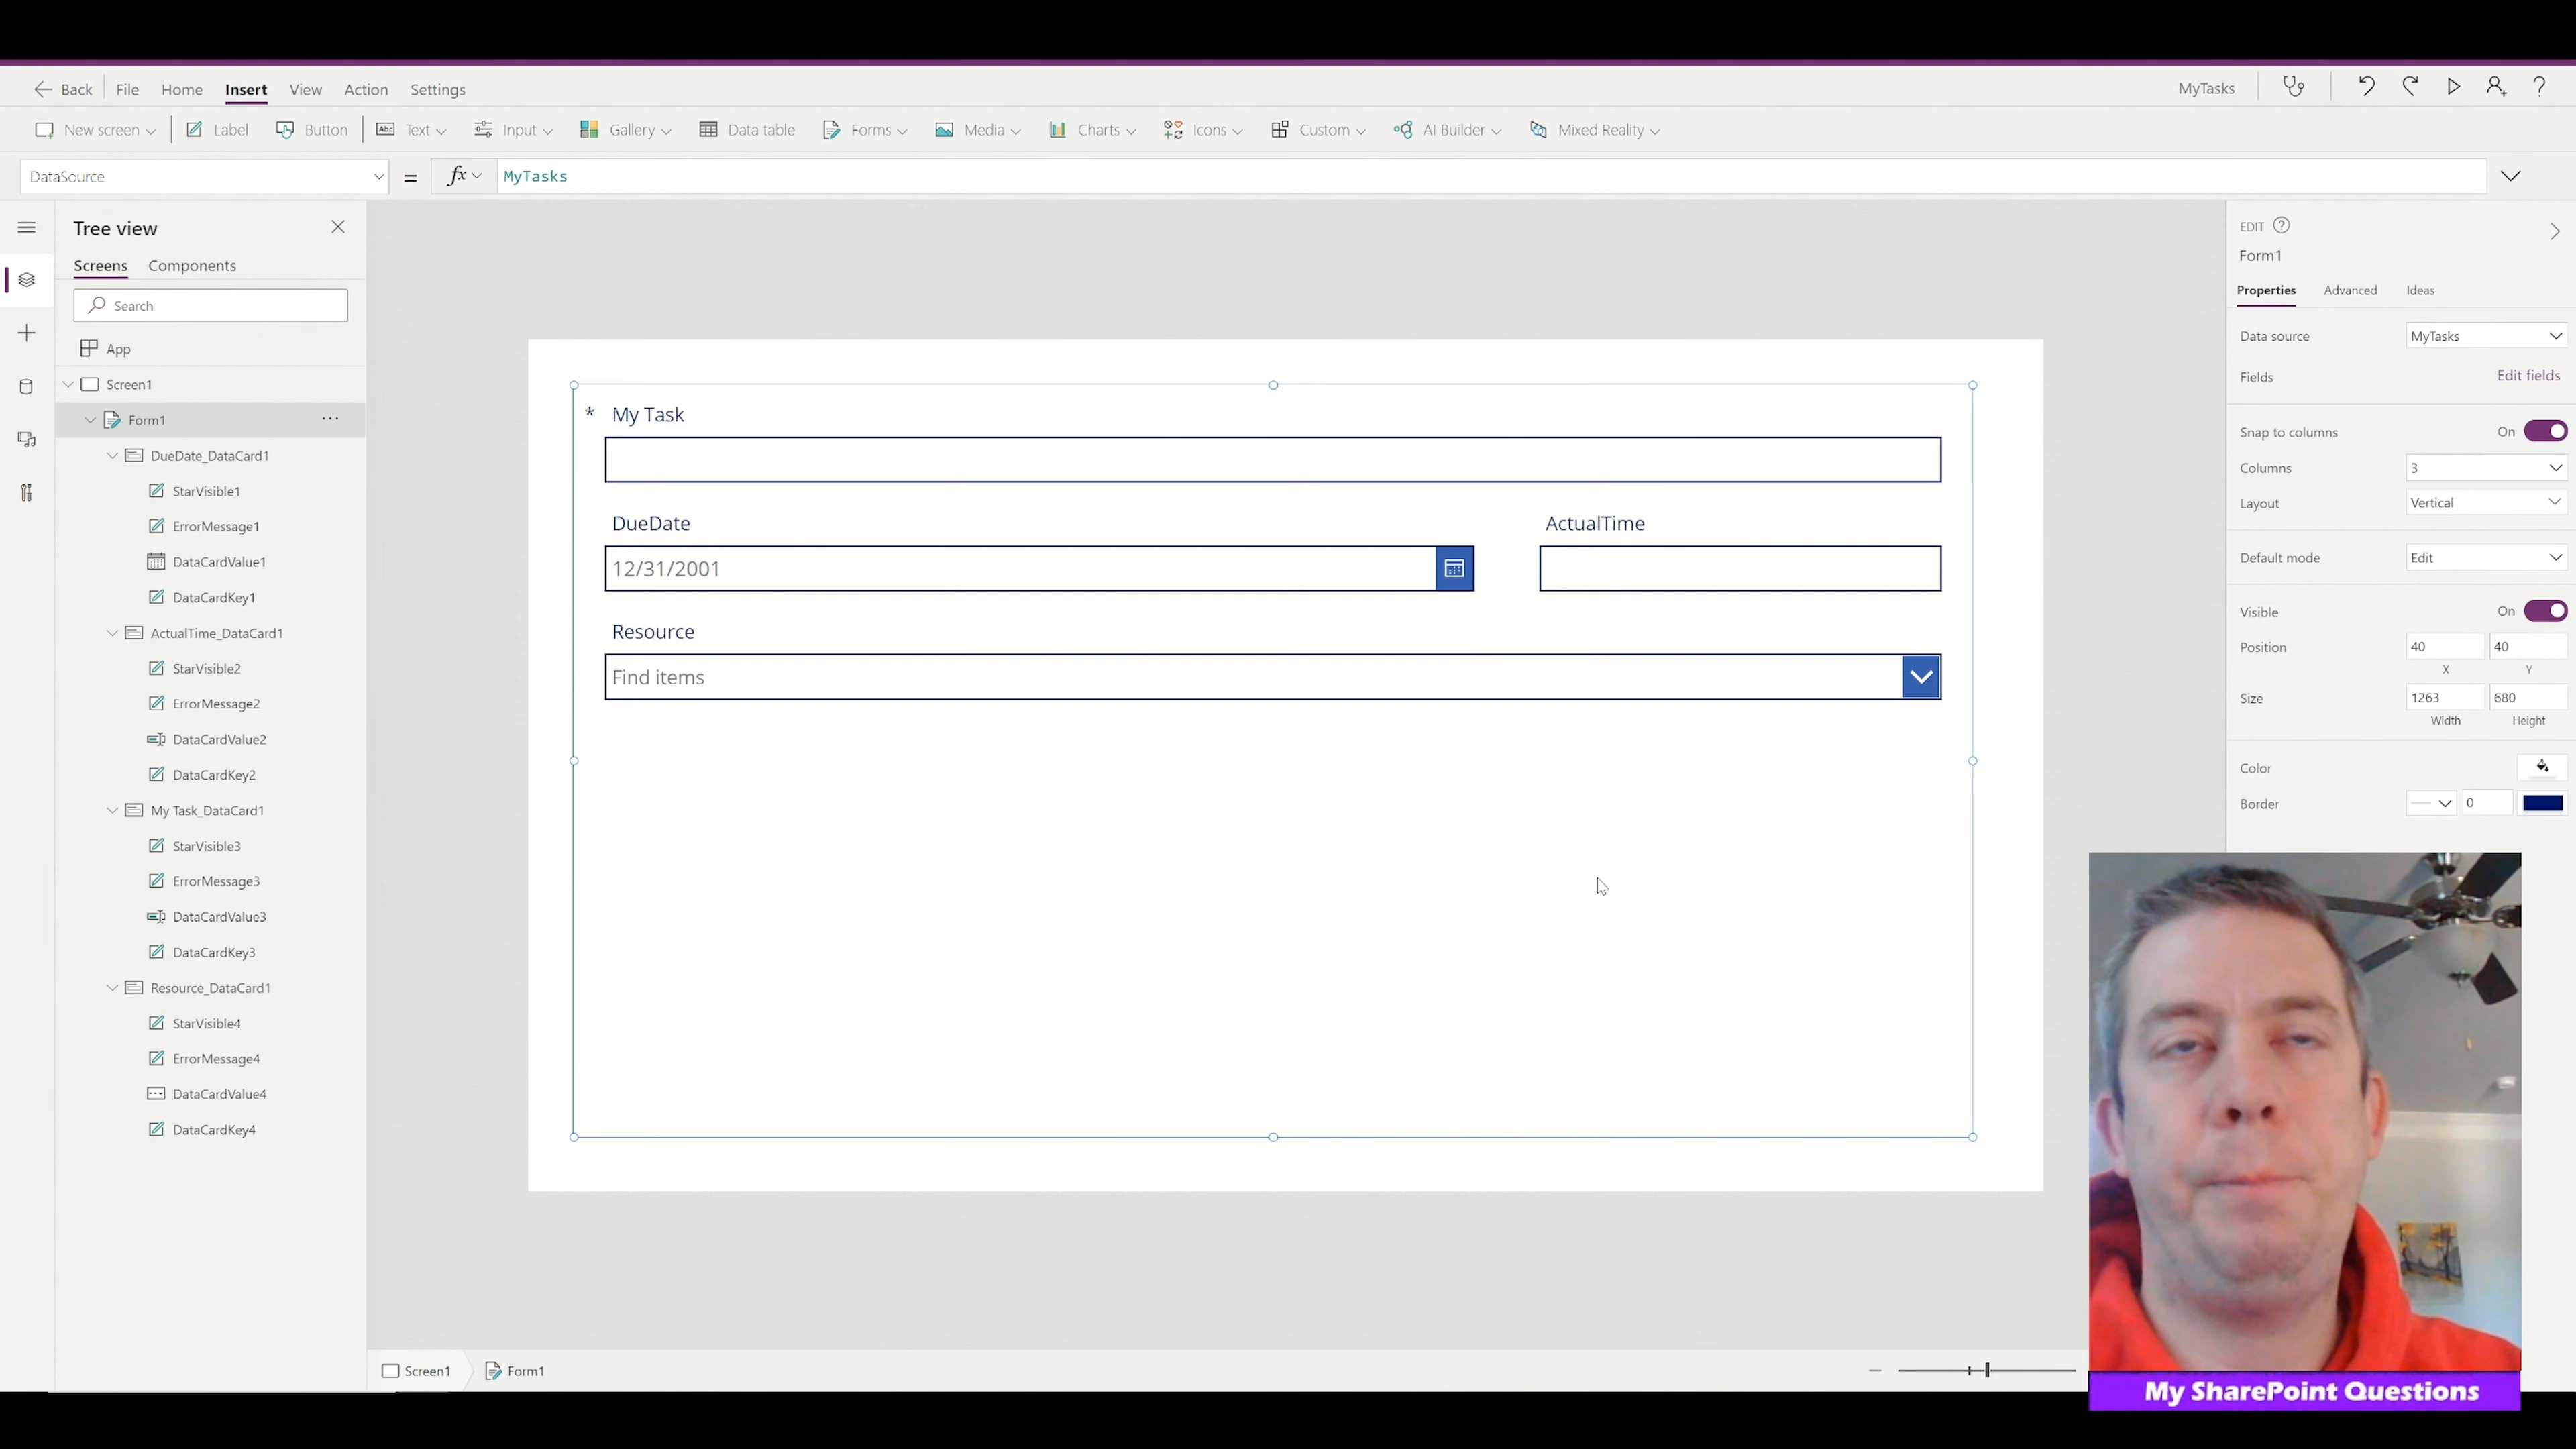 Back File Home Insert View Action Settings MyTasks ?
New screen Label Button Abc Text Input Gallery Data table Forms Media Charts Icons Custom AI Builder Mixed Reality
DataSource = fx MyTasks
Tree view
Screens Components
Search
App
Screen1
Form1 ...
DueDate_DataCard1
StarVisible1
ErrorMessage1
DataCardValue1
DataCardKey1
ActualTime_DataCard1
StarVisible2
ErrorMessage2
DataCardValue2
DataCardKey2
My Task_DataCard1
StarVisible3
ErrorMessage3
DataCardValue3
DataCardKey3
Resource_DataCard1
StarVisible4
ErrorMessage4
DataCardValue4
DataCardKey4
* My Task
DueDate ActualTime
12/31/2001
Resource
Find items
Screen1 Form1
EDIT ?
Form1
Properties Advanced Ideas
Data source MyTasks
Fields Edit fields
Snap to columns On
Columns 3
Layout Vertical
Default mode Edit
Visible On
Position 40 40
X Y
Size 1263 680
Width Height
Color
Border 0
My SharePoint Questions